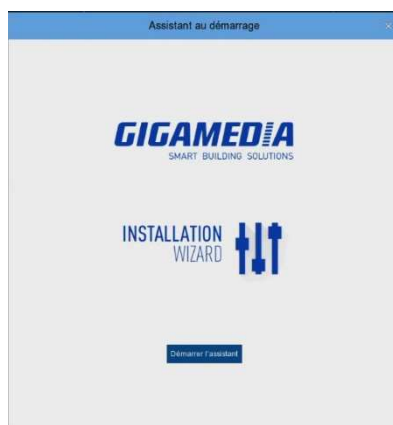 Assistant au démarrage
GIGAMEDIA
SMART BUILDING SOLUTIONS
INSTALLATION
WIZARD
Démarrer l'assistant